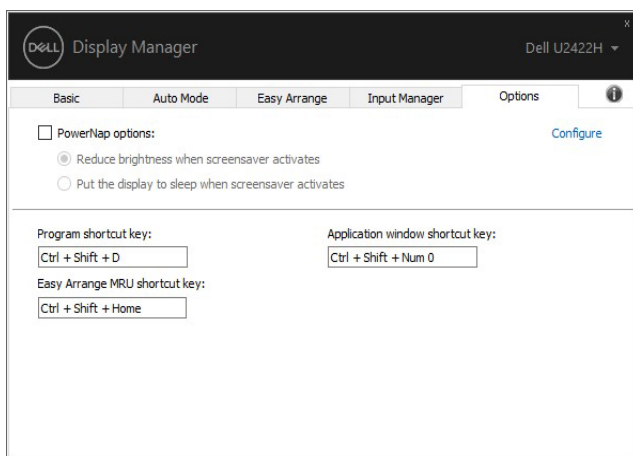 x
DELL Display Manager
Dell U2422H
Basic Auto Mode Easy Arrange Input Manager Options
PowerNap options:
Configure
Reduce brightness when screensaver activates
Put the display to sleep when screensaver activates
Program shortcut key:
Application window shortcut key:
Ctrl + Shift + D
Ctrl + Shift + Num 0
Easy Arrange MRU shortcut key:
Ctrl + Shift + Home